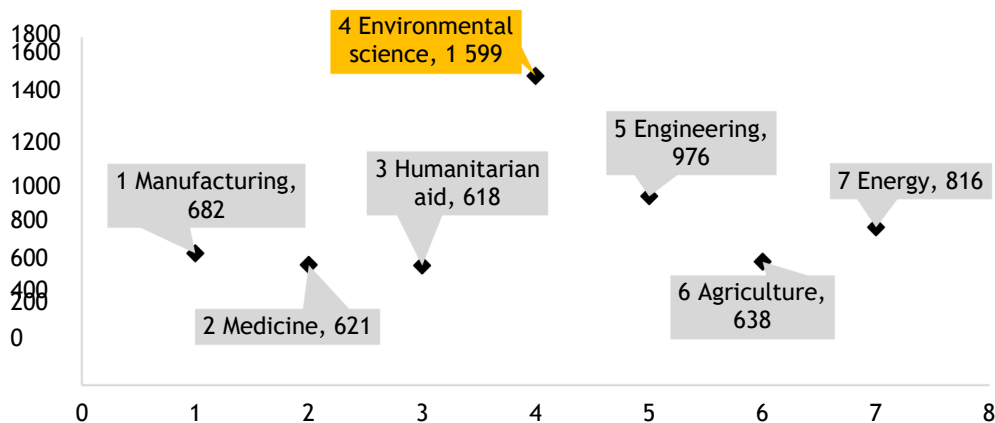 1800
1600
1400
1200
1000
800
600
400
200
0
4 Environmental
science, 1 599
5 Engineering,
976
3 Humanitarian
aid, 618
1 Manufacturing,
682
7 Energy, 816
6 Agriculture,
638
2 Medicine, 621
0 1 2 3 4 5 6 7 8